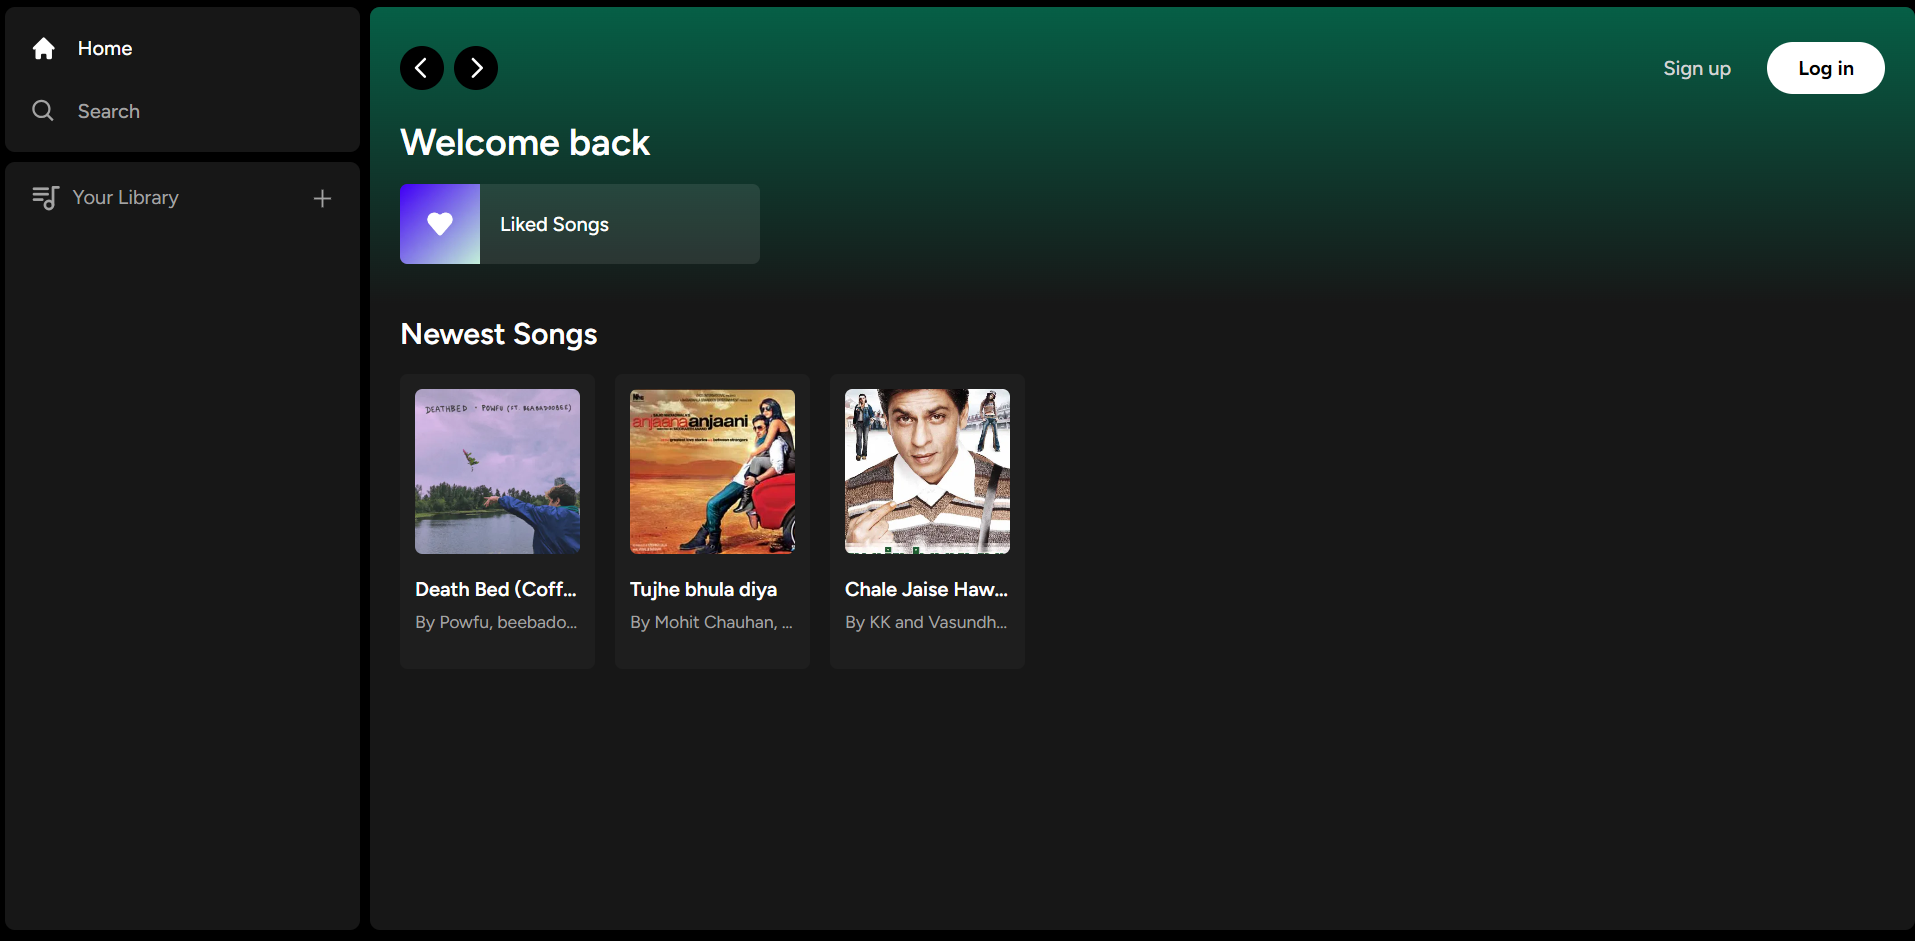 Home
Search
Your Library
Sign up
Log in
Welcome back
Liked Songs
Newest Songs
DEATHBED - POWFU (FT. BEABADOOBEE)
anjaana anjaani
Death Bed (Coff...
By Powfu, beebado...
Tujhe bhula diya
By Mohit Chauhan, ...
Chale Jaise Haw...
By KK and Vasundh...